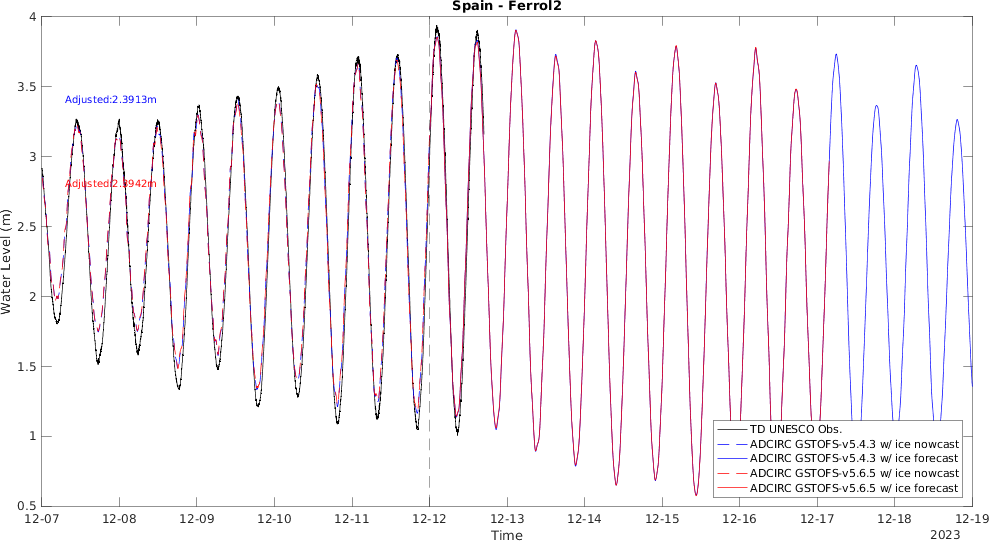 Spain - Ferrol2
4
3.5
3
2.5
2
1.5
1
0.5
Water Level (m)
Adjusted:2.3913m
Adjusted:2.3942m
TD UNESCO Obs.
ADCIRC GSTOFS-v5.4.3 w/ ice nowcast
ADCIRC GSTOFS-v5.4.3 w/ ice forecast
ADCIRC GSTOFS-v5.6.5 w/ ice nowcast
ADCIRC GSTOFS-v5.6.5 w/ ice forecast
12-07 12-08 12-09 12-10 12-11 12-12 12-13 12-14 12-15 12-16 12-17 12-18 12-19
Time
2023